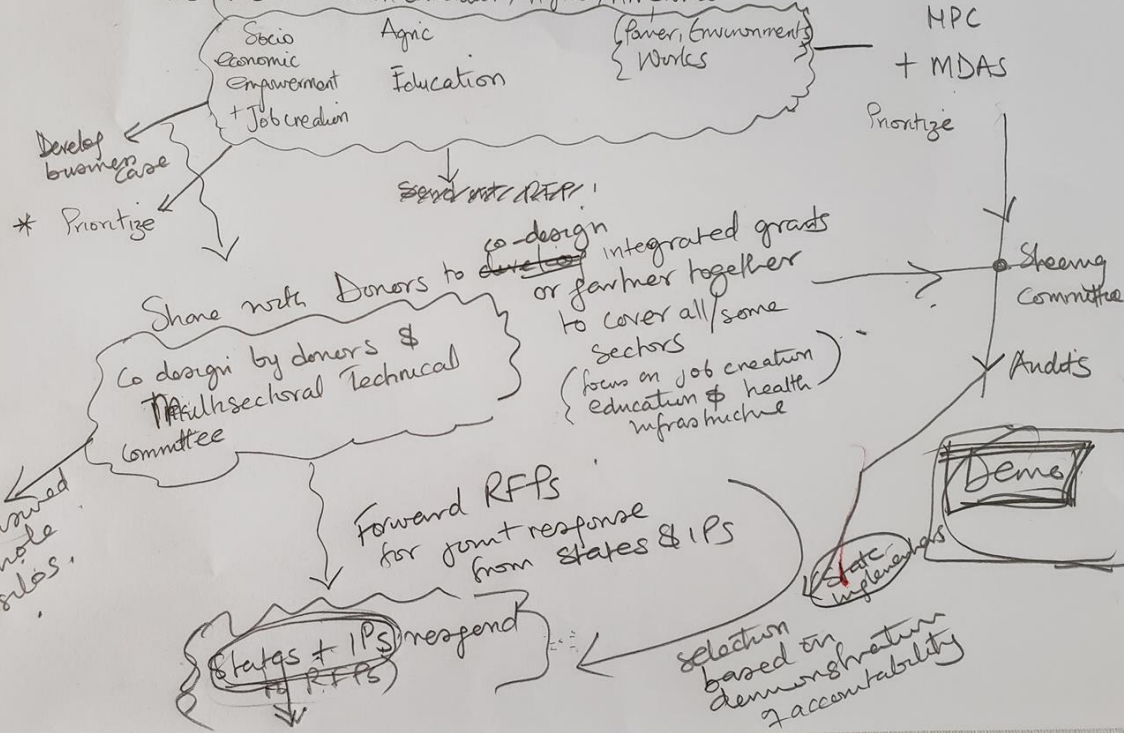 Socio
economic
empowerment
+ Job creation
Agric
Education
(Power, Environments
Works
MPC
+ MDAS
Prioritize
Develop
business
case
* Prioritize
Send out RFP!
Share with Donors to develop co-design integrated grants
or partner together
to cover all/some
sectors
(focus on job creation
education & health
infrastructure)
Steering
Committee
Audits
Co design by donors &
Multisectoral Technical
Committee
Demo
Forward RFPs
for joint response
from states & IPs
State
implementers
States + IPs respond
to RFPs)
selection
based on
demonstration
of accountability